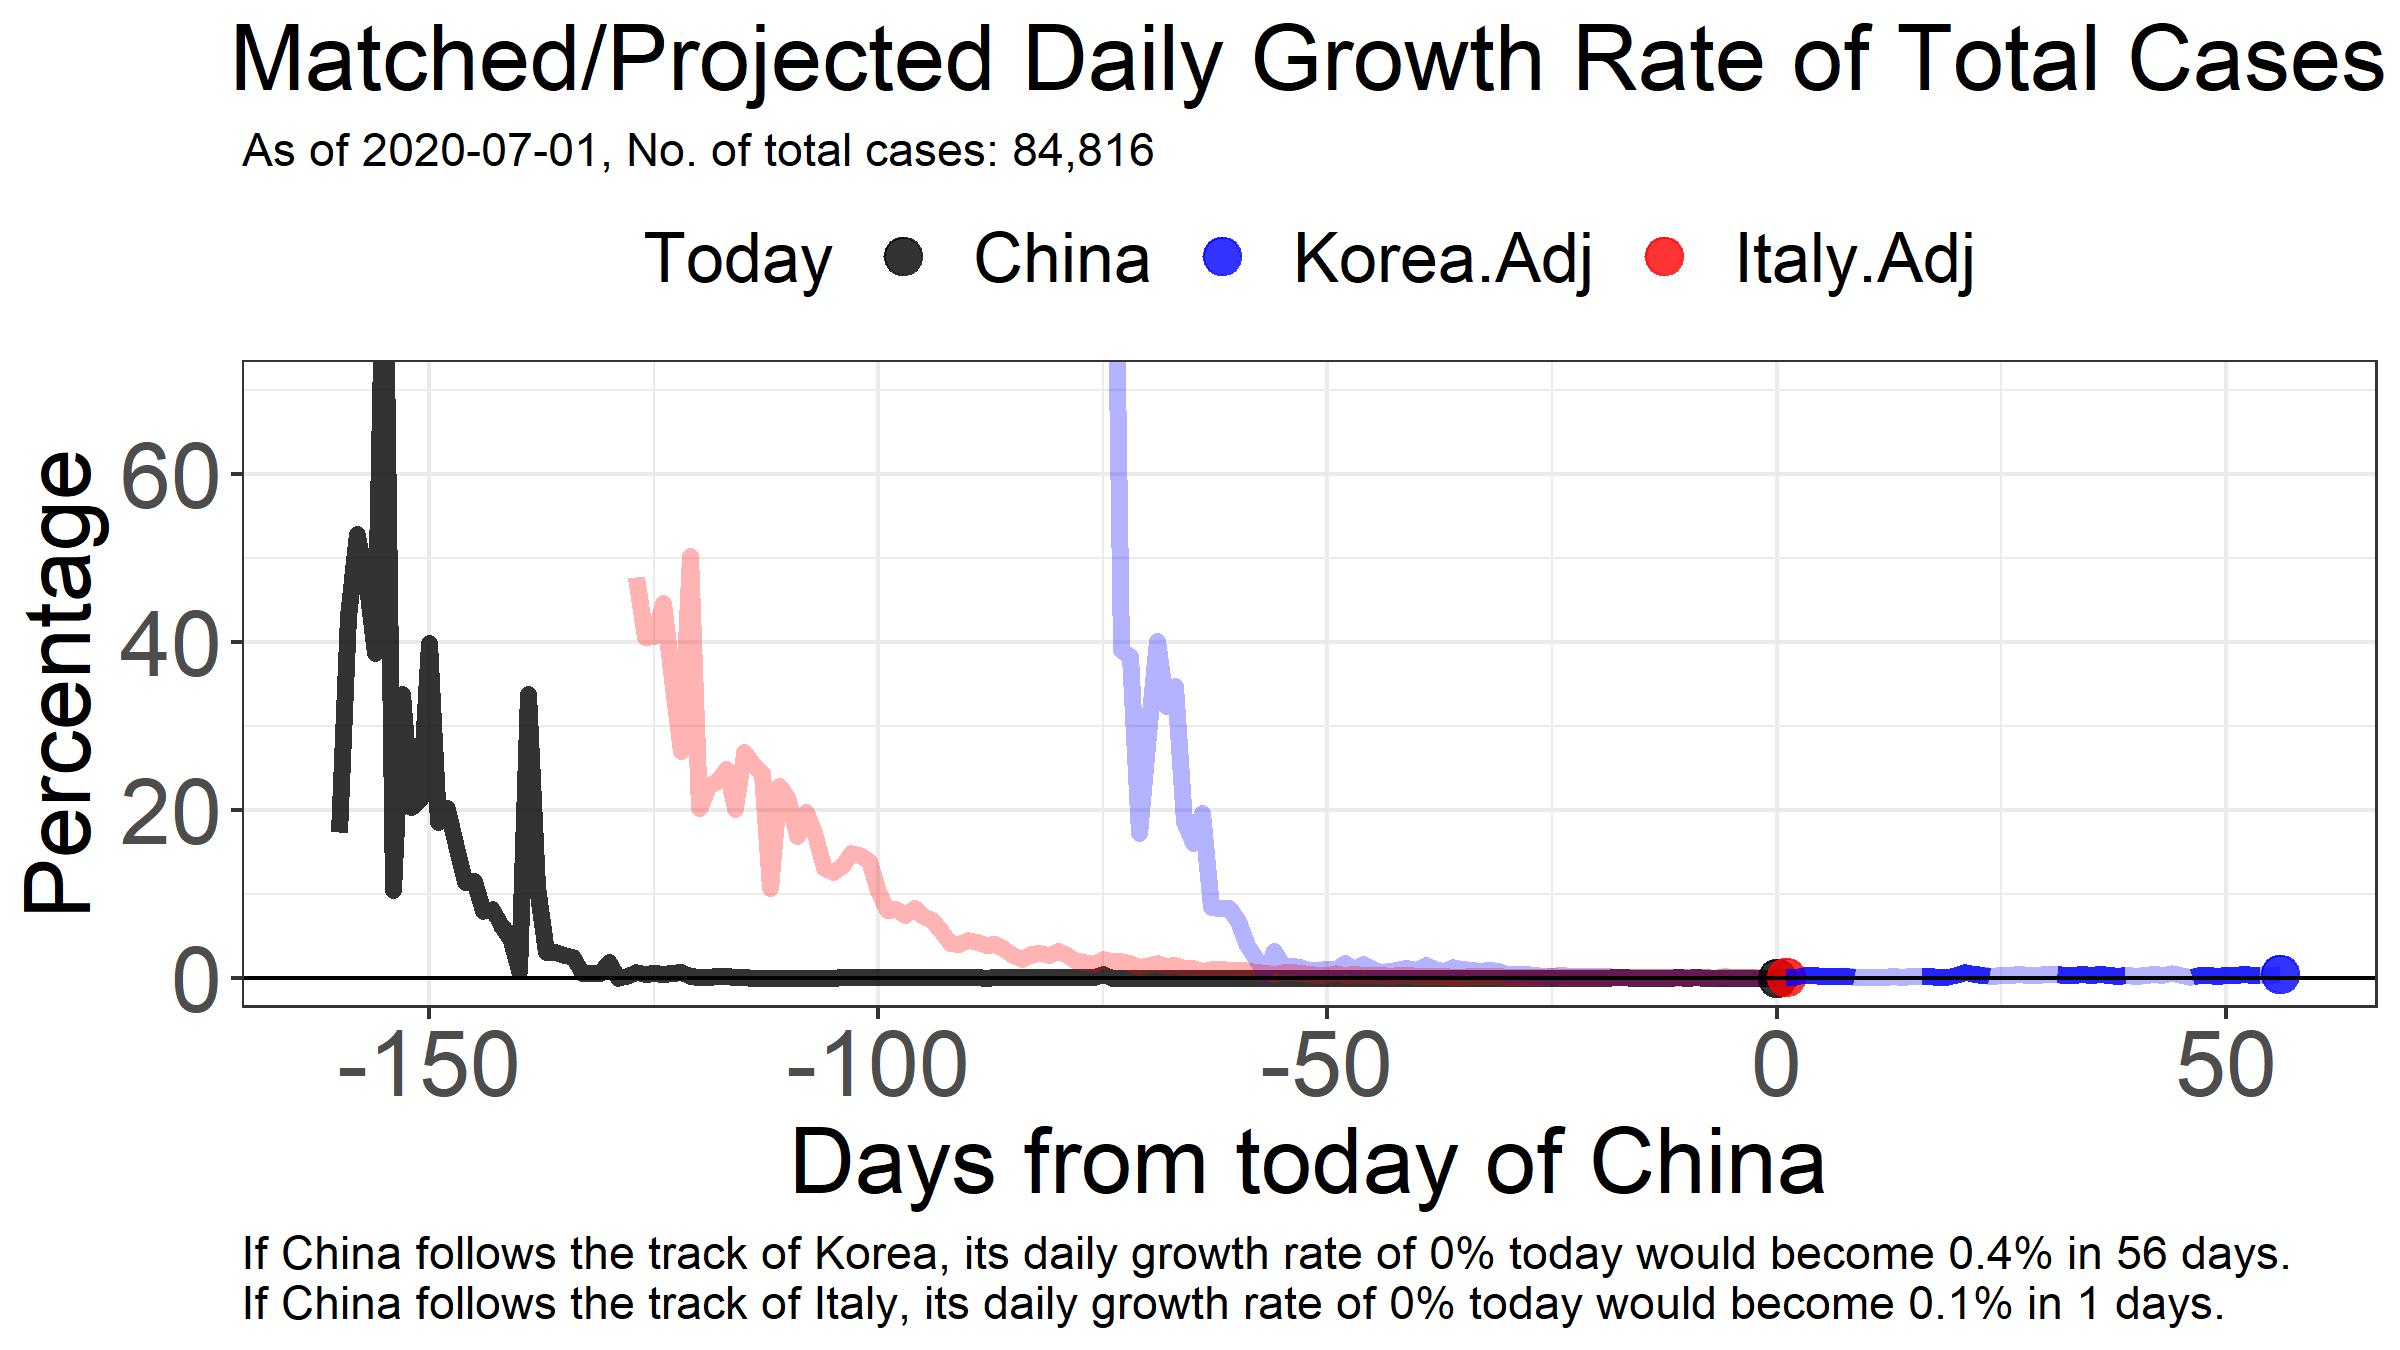 Matched/Projected Daily Growth Rate of Total Cases
As of 2020-07-01, No. of total cases: 84,816
Today China Korea.Adj Italy.Adj
Percentage
60
40
20
0
-150 -100 -50 0 50
Days from today of China
If China follows the track of Korea, its daily growth rate of 0% today would become 0.4% in 56 days.
If China follows the track of Italy, its daily growth rate of 0% today would become 0.1% in 1 days.